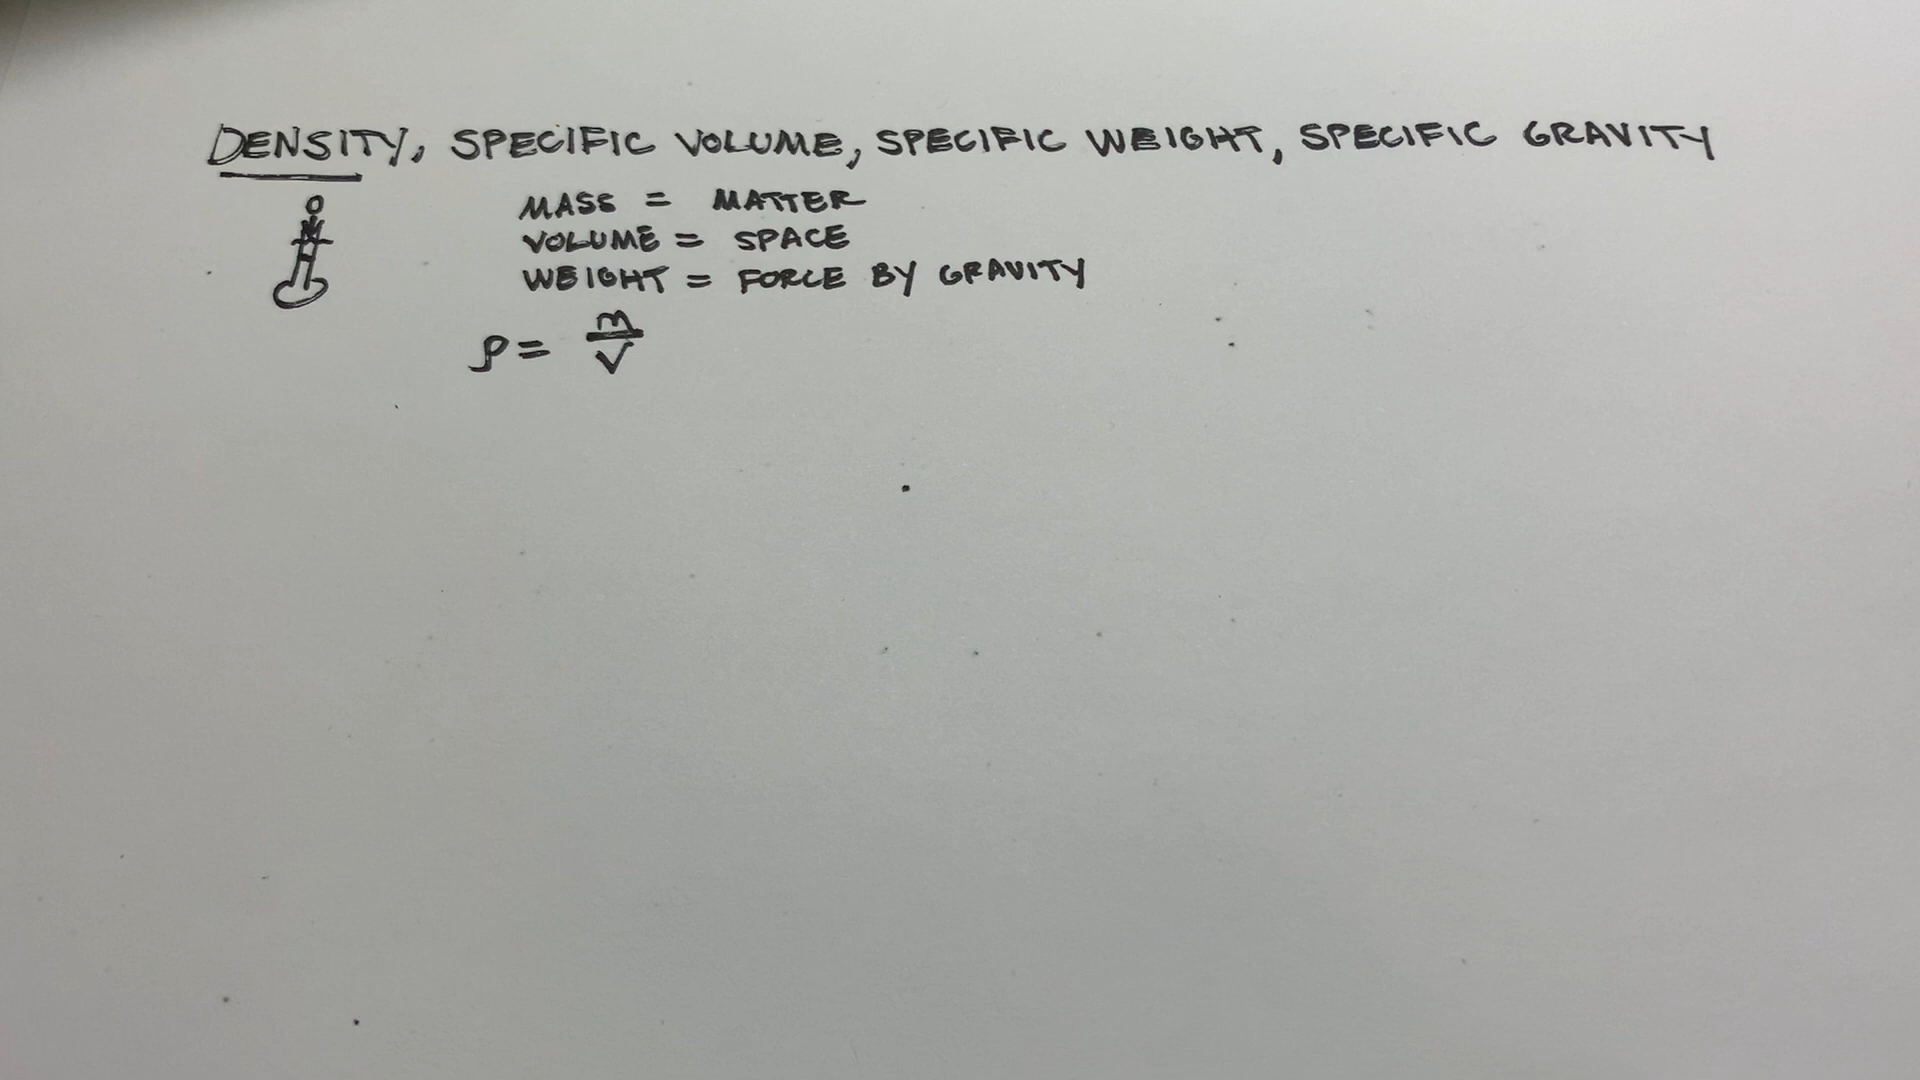 DENSITY, SPECIFIC VOLUME, SPECIFIC WEIGHT, SPECIFIC GRAVITY
MASS = MATTER
VOLUME = SPACE
WEIGHT = FORCE BY GRAVITY
ρ = m/V